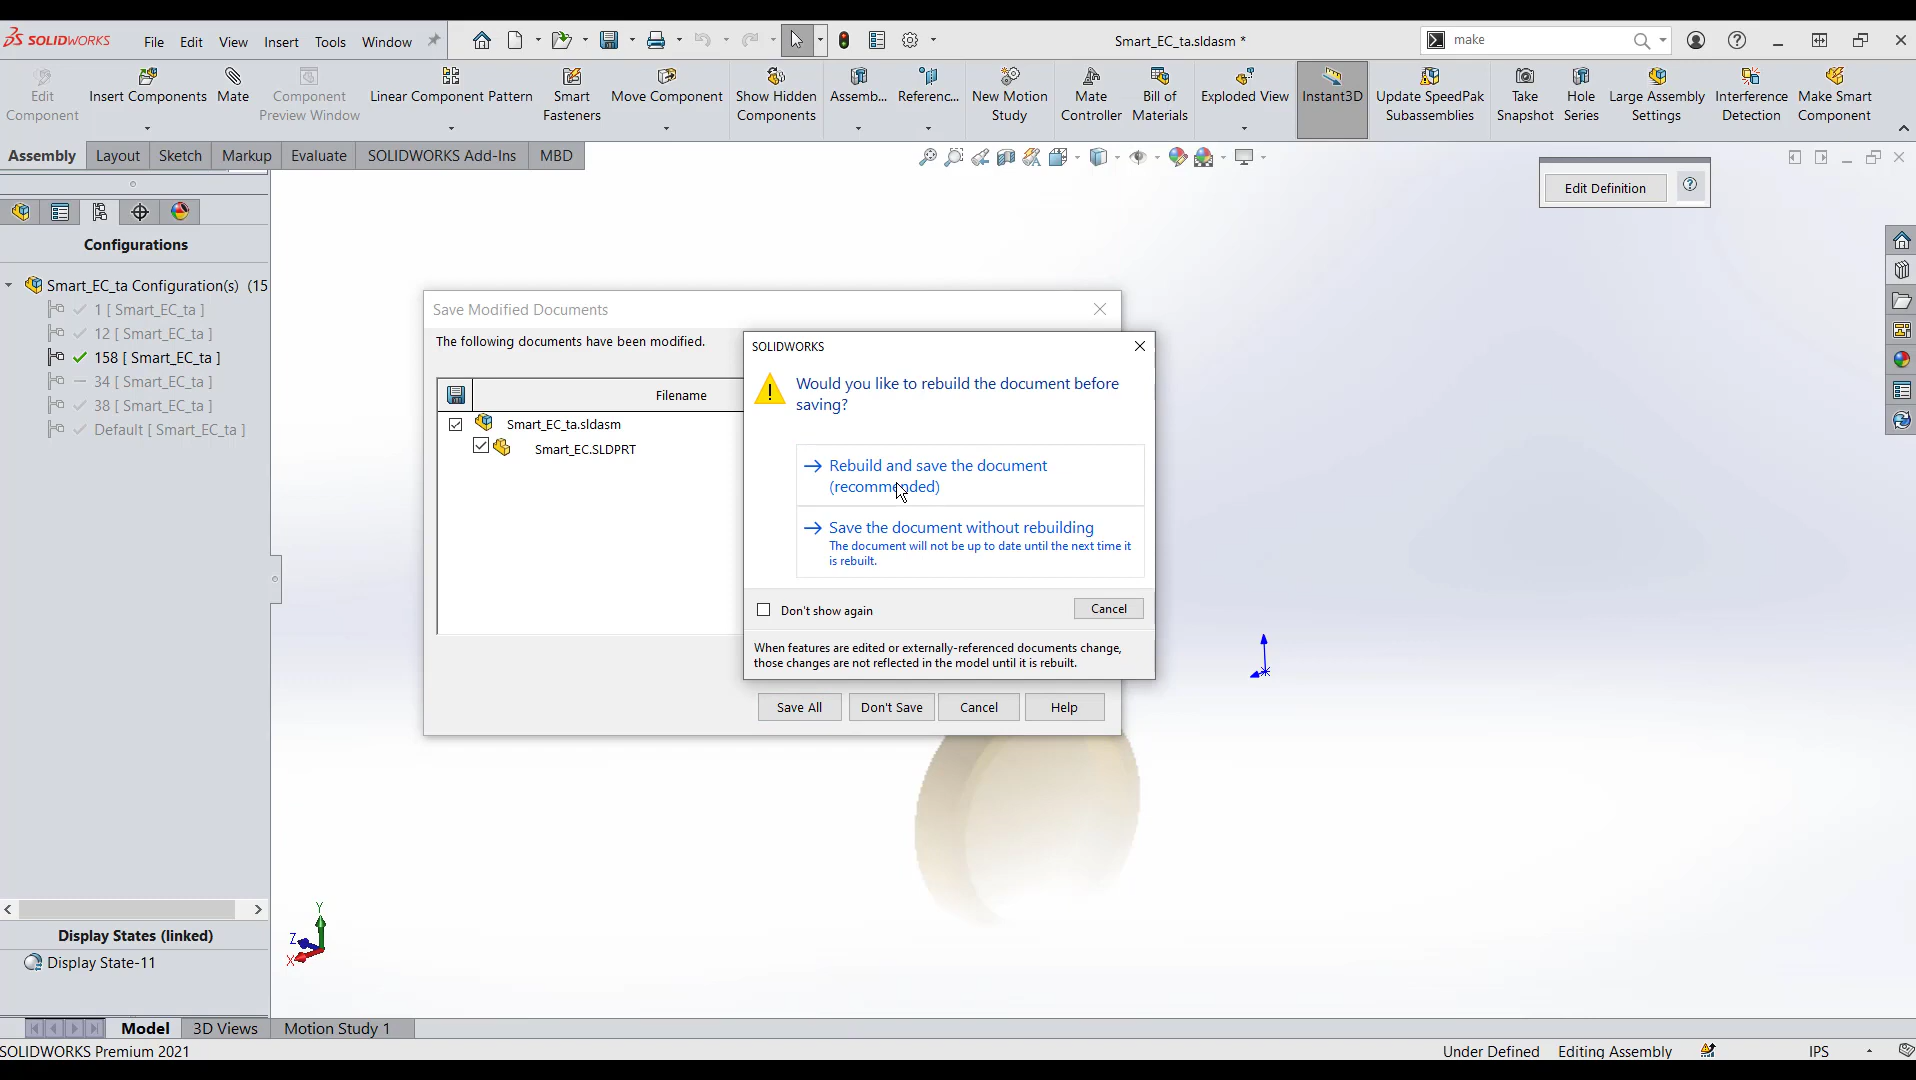 SOLIDWORKS File Edit View Insert Tools Window Smart_EC_ta.sldasm * make
Edit Component
Insert Components
Mate
Component Preview Window
Linear Component Pattern
Smart Fasteners
Move Component
Show Hidden Components
Assemb...
Referenc...
New Motion Study
Mate Controller
Bill of Materials
Exploded View
Instant3D
Update SpeedPak Subassemblies
Take Snapshot
Hole Series
Large Assembly Settings
Interference Detection
Make Smart Component
Assembly Layout Sketch Markup Evaluate SOLIDWORKS Add-Ins MBD
Edit Definition
Configurations
Smart_EC_ta Configuration(s) (15
1 [ Smart_EC_ta ]
12 [ Smart_EC_ta ]
158 [ Smart_EC_ta ]
34 [ Smart_EC_ta ]
38 [ Smart_EC_ta ]
Default [ Smart_EC_ta ]
Save Modified Documents
The following documents have been modified.
Filename
Smart_EC_ta.sldasm
Smart_EC.SLDPRT
SOLIDWORKS
Would you like to rebuild the document before
saving?
Rebuild and save the document
(recommended)
Save the document without rebuilding
The document will not be up to date until the next time it
is rebuilt.
Don't show again Cancel
When features are edited or externally-referenced documents change,
those changes are not reflected in the model until it is rebuilt.
Save All Don't Save Cancel Help
Y
Z
X
Display States (linked)
Display State-11
Model 3D Views Motion Study 1
SOLIDWORKS Premium 2021 Under Defined Editing Assembly IPS